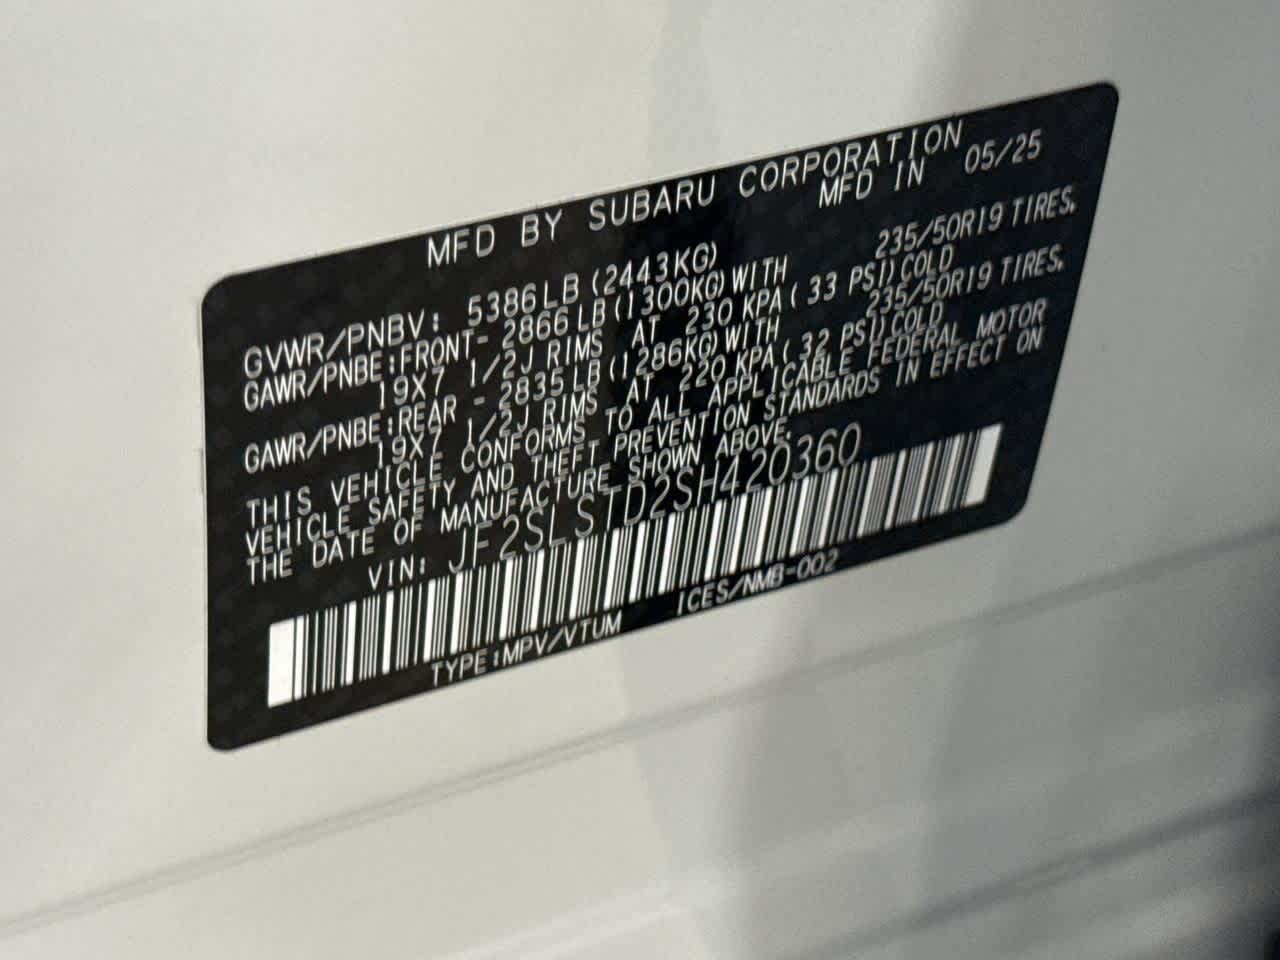 MFD BY SUBARU CORPORATION
MFD IN 05/25
GVWR/PNBV: 5386LB(2443KG)
GAWR/PNBE:FRONT- 2866LB(1300KG)WITH 235/50R19 TIRES,
19X7 1/2J RIMS AT 230 KPA( 33 PSI)COLD
GAWR/PNBE:REAR - 2835LB(1286KG)WITH 235/50R19 TIRES,
19X7 1/2J RIMS AT 220 KPA( 32 PSI)COLD
THIS VEHICLE CONFORMS TO ALL APPLICABLE FEDERAL MOTOR
VEHICLE SAFETY AND THEFT PREVENTION STANDARDS IN EFFECT ON
THE DATE OF MANUFACTURE SHOWN ABOVE.
VIN: JF2SLSTD2SH420360
TYPE:MPV/VTUM ICES/NMB-002